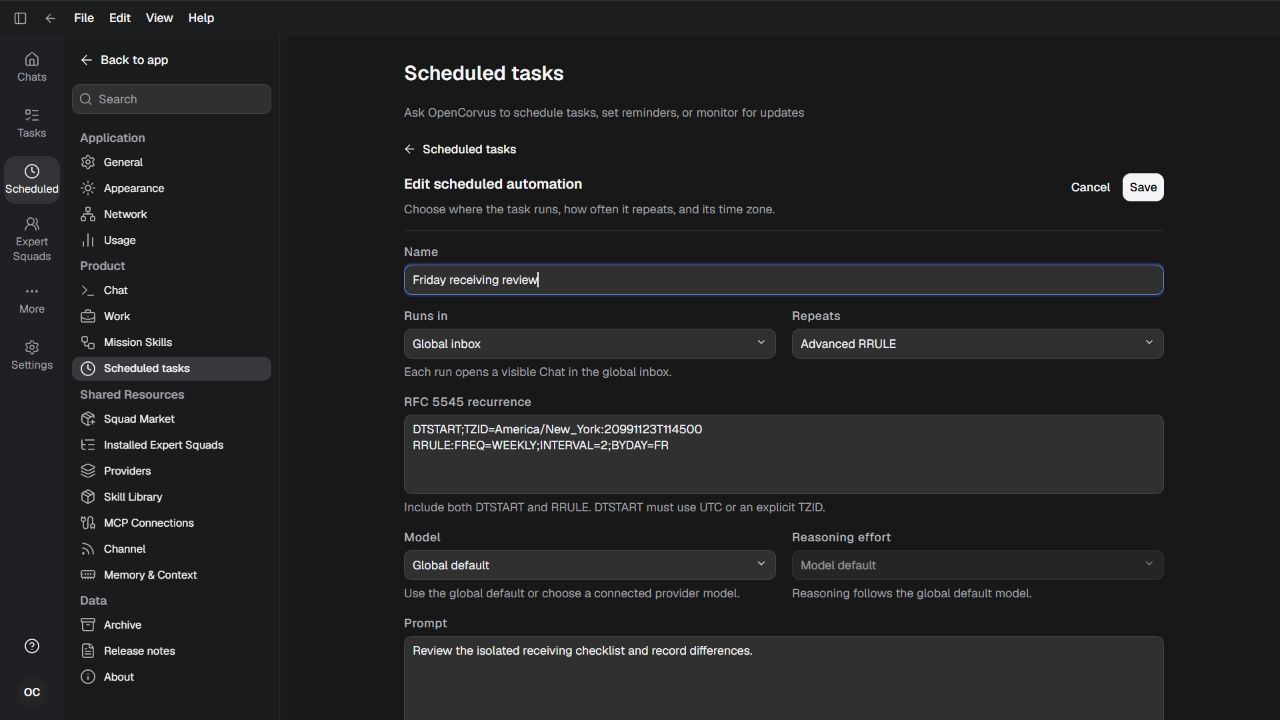 File Edit View Help
Chats
Tasks
Scheduled
Expert
Squads
More
Settings
OC
Back to app
Search
Application
General
Appearance
Network
Usage
Product
Chat
Work
Mission Skills
Scheduled tasks
Shared Resources
Squad Market
Installed Expert Squads
Providers
Skill Library
MCP Connections
Channel
Memory & Context
Data
Archive
Release notes
About
Scheduled tasks
Ask OpenCorvus to schedule tasks, set reminders, or monitor for updates
Scheduled tasks
Edit scheduled automation
Choose where the task runs, how often it repeats, and its time zone.
Cancel Save
Name
Friday receiving review
Runs in Repeats
Global inbox Advanced RRULE
Each run opens a visible Chat in the global inbox.
RFC 5545 recurrence
DTSTART;TZID=America/New_York:20991123T114500
RRULE:FREQ=WEEKLY;INTERVAL=2;BYDAY=FR
Include both DTSTART and RRULE. DTSTART must use UTC or an explicit TZID.
Model Reasoning effort
Global default Model default
Use the global default or choose a connected provider model. Reasoning follows the global default model.
Prompt
Review the isolated receiving checklist and record differences.